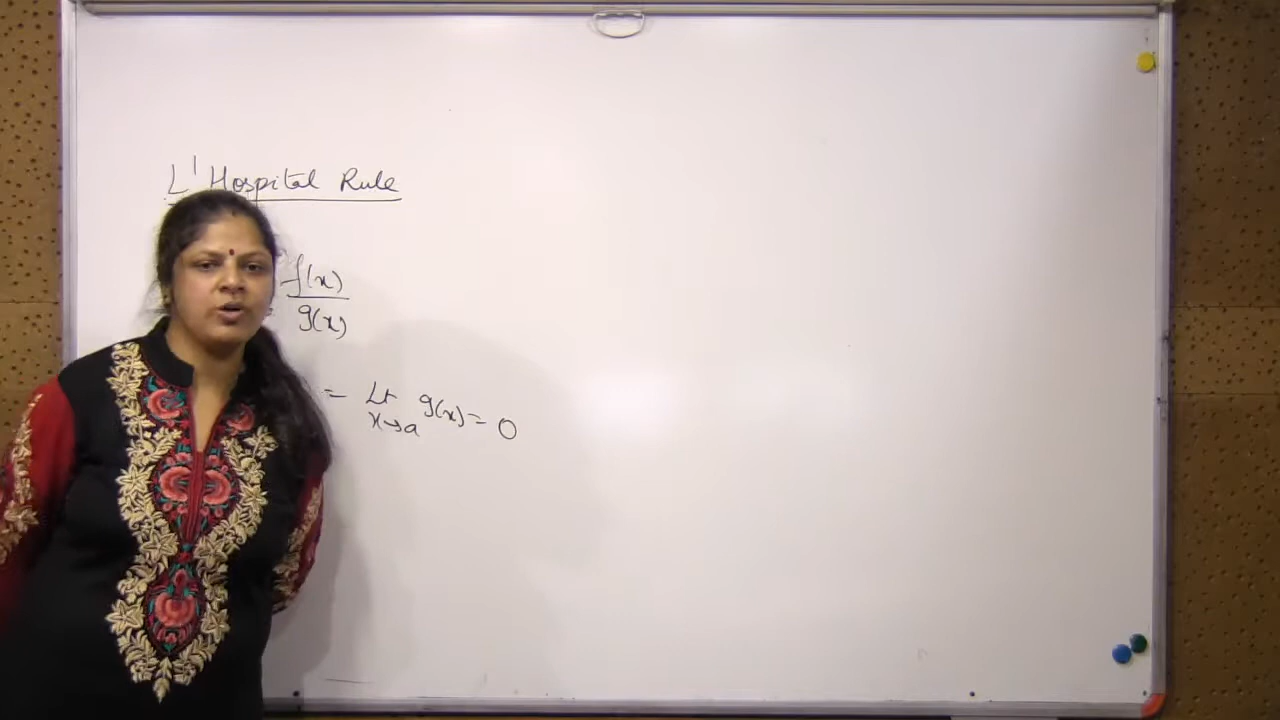 L' Hospital Rule
f(x)
g(x)
= Lt g(x) = 0
x→a